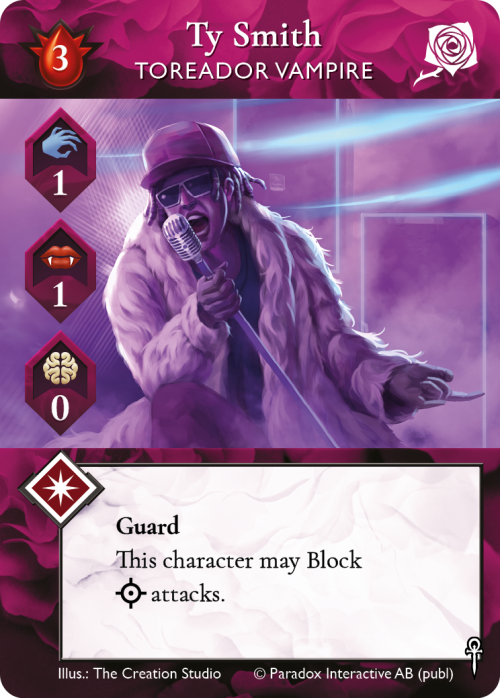 3
Ty Smith
TOREADOR VAMPIRE
1
1
0
Guard
This character may Block
attacks.
Illus.: The Creation Studio © Paradox Interactive AB (publ)